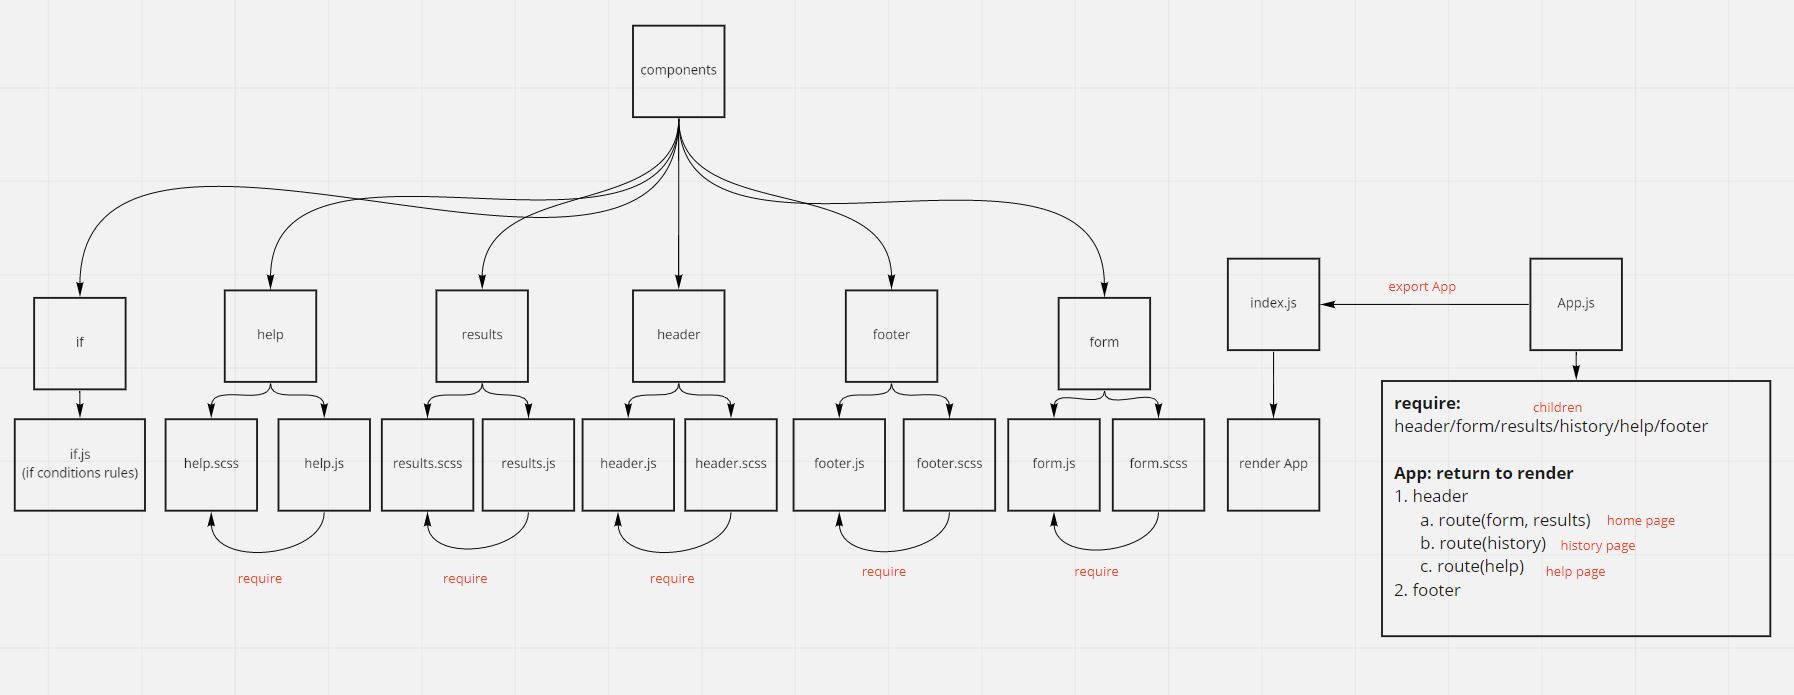 components
if
help
results
header
footer
form
index.js
export App
App.js
if.js
(if conditions rules)
help.scss
help.js
results.scss
results.js
header.js
header.scss
footer.js
footer.scss
form.js
form.scss
render App
require
require
require
require
require
require:
children
header/form/results/history/help/footer
App: return to render
1. header
a. route(form, results) home page
b. route(history) history page
c. route(help) help page
2. footer